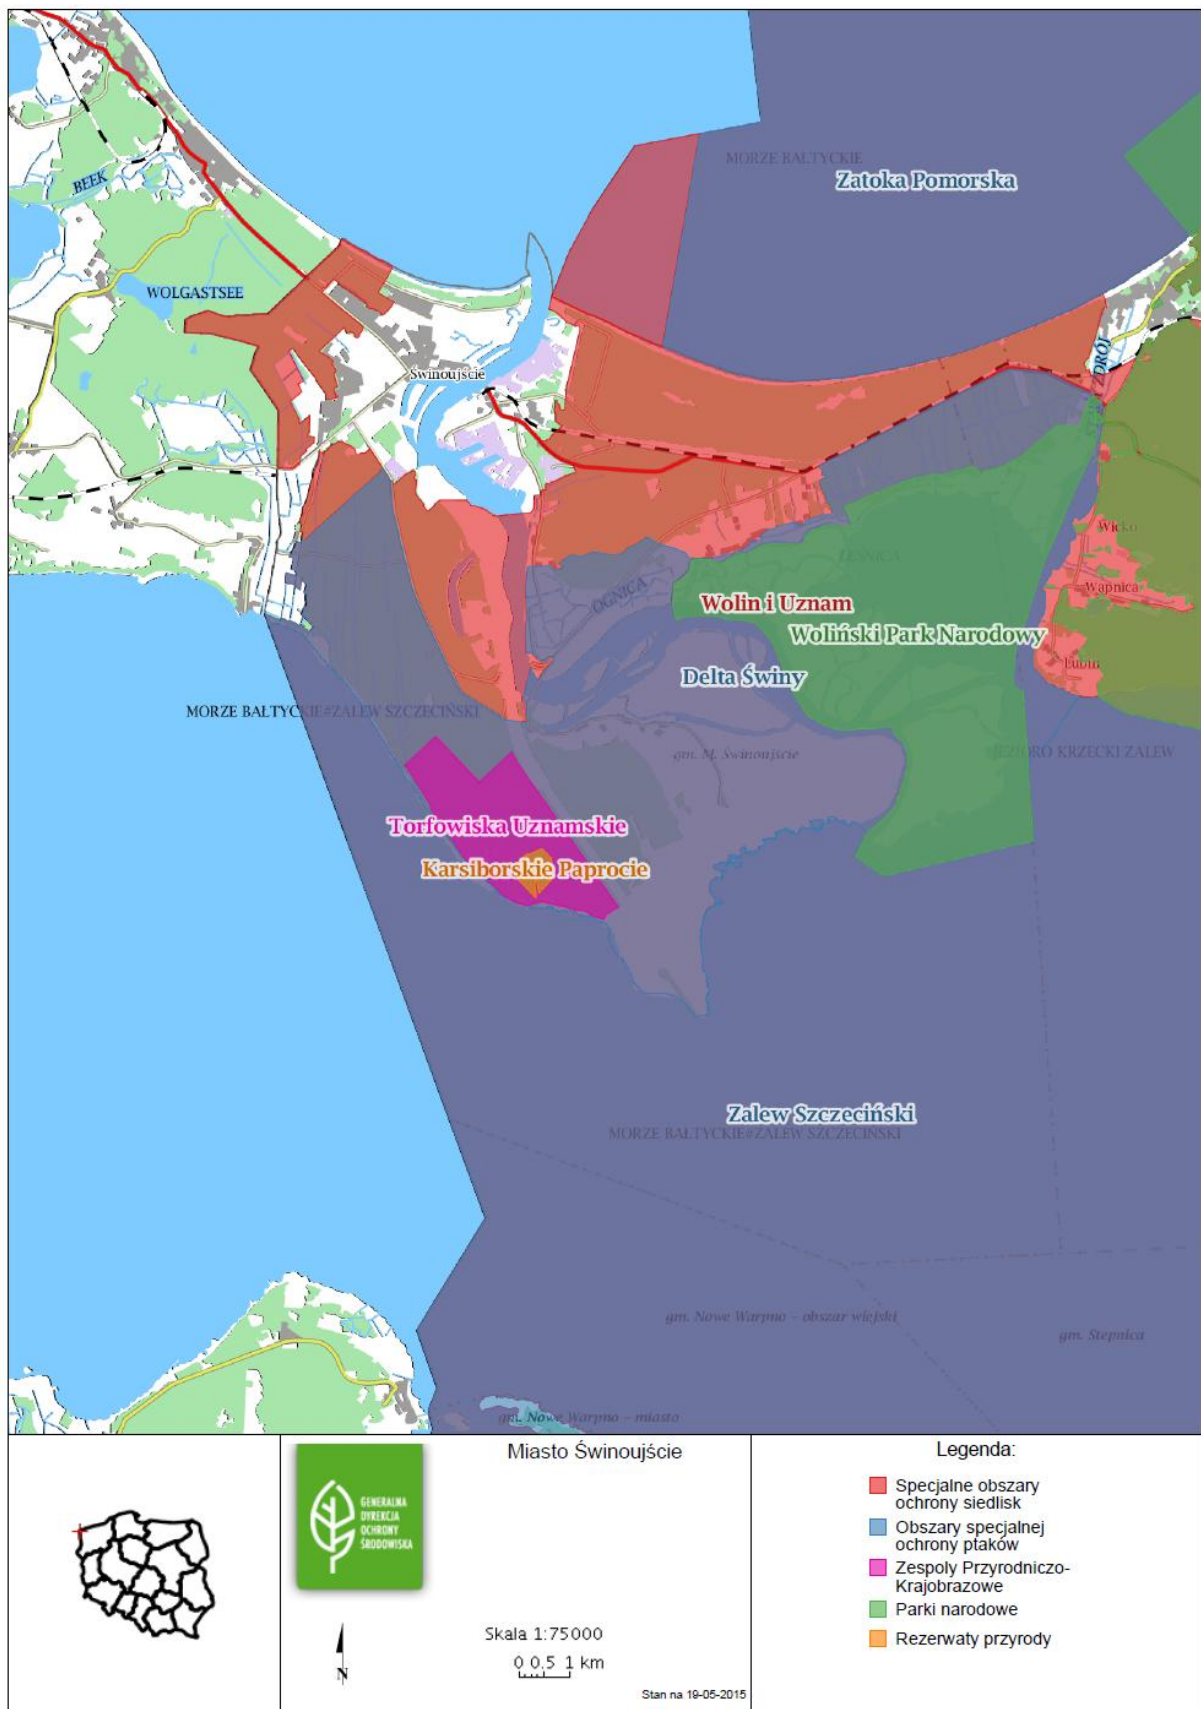 MORZE BAŁTYCKIE
Zatoka Pomorska
BEEK
WOLGASTSEE
Świnoujście
ZDRÓJ
Wicko
LEŚNICA
OGNICA
Wapnica
Wolin i Uznam
Woliński Park Narodowy
Lubin
Delta Świny
MORZE BAŁTYCKIE#ZALEW SZCZECIŃSKI
gm. M. Świnoujście
JEZIORO KRZECKI ZALEW
Torfowiska Uznamskie
Karsiborskie Paprocie
Zalew Szczeciński
MORZE BAŁTYCKIE#ZALEW SZCZECIŃSKI
gm. Nowe Warpno - obszar wiejski
gm. Stepnica
gm. Nowe Warpno - miasto
GENERALNA
DYREKCJA
OCHRONY
ŚRODOWISKA
Miasto Świnoujście
N
Skala 1:75000
0 0.5 1 km
Stan na 19-05-2015
Legenda:
Specjalne obszary
ochrony siedlisk
Obszary specjalnej
ochrony ptaków
Zespoly Przyrodniczo-
Krajobrazowe
Parki narodowe
Rezerwaty przyrody